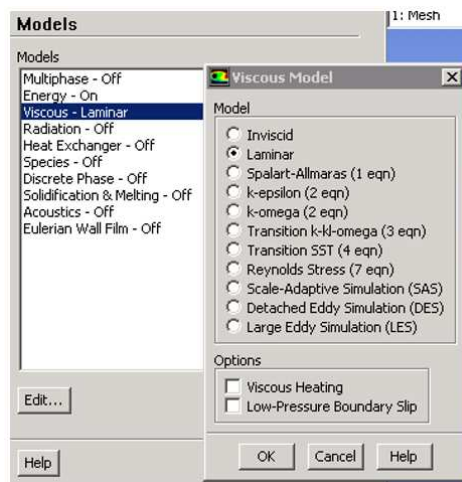 Models
Models
Multiphase - Off
Energy - On
Viscous - Laminar
Radiation - Off
Heat Exchanger - Off
Species - Off
Discrete Phase - Off
Solidification & Melting - Off
Acoustics - Off
Eulerian Wall Film - Off
Edit...
Help
1: Mesh
Viscous Model
Model
Inviscid
Laminar
Spalart-Allmaras (1 eqn)
k-epsilon (2 eqn)
k-omega (2 eqn)
Transition k-kl-omega (3 eqn)
Transition SST (4 eqn)
Reynolds Stress (7 eqn)
Scale-Adaptive Simulation (SAS)
Detached Eddy Simulation (DES)
Large Eddy Simulation (LES)
Options
Viscous Heating
Low-Pressure Boundary Slip
OK Cancel Help